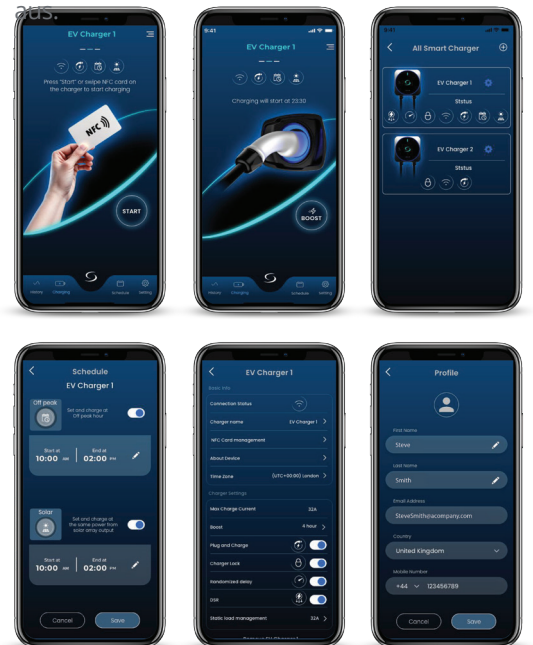 aus.
EV Charger 1
Press "Start" or swipe NFC card on
the charger to start charging
NFC
START
History
Charging
Schedule
Setting
9:41
EV Charger 1
Charging will start at 23:30
BOOST
History
Charging
Schedule
Setting
9:41
All Smart Charger
EV Charger 1
Ststus
EV Charger 2
Ststus
Schedule
EV Charger 1
Off peak
Set and charge at
Off peak hour
Start at
End at
10:00 AM
02:00 PM
Solar
Set and charge at
the same power from
solar array output
Start at
End at
10:00 AM
02:00 PM
Cancel
Save
EV Charger 1
Basic Info
Connection Status
Charger name
EV Charger 1
NFC Card management
About Device
Time Zone
(UTC+00:00) London
Charger Settings
Max Charge Current
32A
Boost
4 hour
Plug and Charge
Charger Lock
Randomized delay
DSR
Static load management
32A
Remove EV Charger 1
Profile
First Name
Steve
Last Name
Smith
Email Address
SteveSmith@acompany.com
Country
United Kingdom
Mobile Number
+44
123456789
Cancel
Save